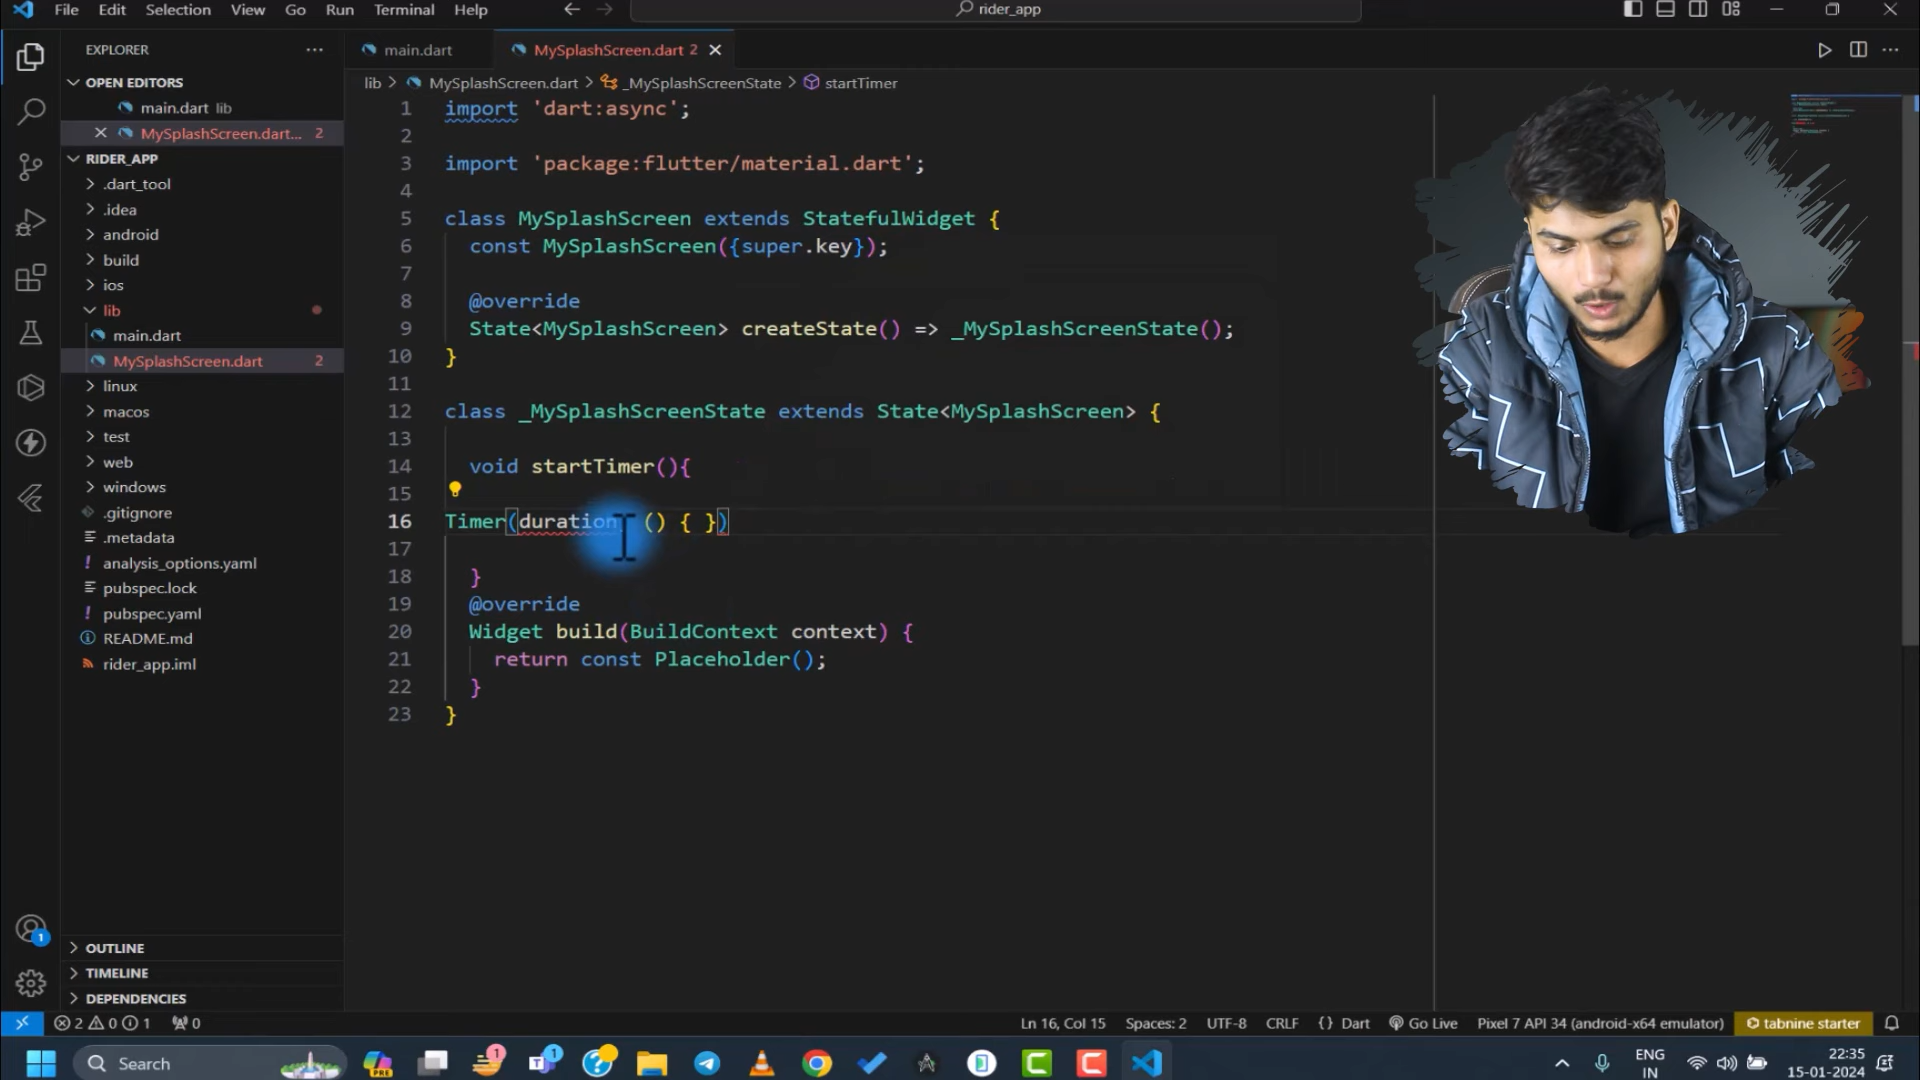 File Edit Selection View Go Run Terminal Help
rider_app
EXPLORER
OPEN EDITORS
main.dart lib
MySplashScreen.dart... 2
RIDER_APP
.dart_tool
.idea
android
build
ios
lib
main.dart
MySplashScreen.dart 2
linux
macos
test
web
windows
.gitignore
.metadata
analysis_options.yaml
pubspec.lock
pubspec.yaml
README.md
rider_app.iml
OUTLINE
TIMELINE
DEPENDENCIES
main.dart
MySplashScreen.dart 2
lib > MySplashScreen.dart > _MySplashScreenState > startTimer
1 import 'dart:async';
2
3 import 'package:flutter/material.dart';
4
5 class MySplashScreen extends StatefulWidget {
6 const MySplashScreen({super.key});
7
8 @override
9 State<MySplashScreen> createState() => _MySplashScreenState();
10 }
11
12 class _MySplashScreenState extends State<MySplashScreen> {
13
14 void startTimer(){
15
16 Timer(duration () { })
17
18 }
19 @override
20 Widget build(BuildContext context) {
21 return const Placeholder();
22 }
23 }
1
2 0 1 0
Ln 16, Col 15 Spaces: 2 UTF-8 CRLF {} Dart Go Live Pixel 7 API 34 (android-x64 emulator) tabnine starter
Search
PRE
1
1
ENG
IN
22:35
15-01-2024